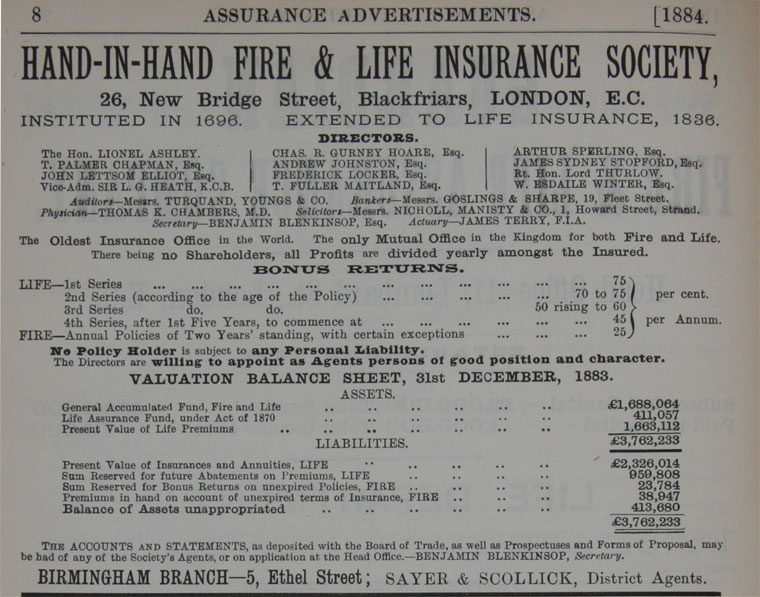 8 ASSURANCE ADVERTISEMENTS. [1884.
HAND-IN-HAND FIRE & LIFE INSURANCE SOCIETY,
26, New Bridge Street, Blackfriars, LONDON, E.C.
INSTITUTED IN 1696. EXTENDED TO LIFE INSURANCE, 1836.
DIRECTORS.
The Hon. LIONEL ASHLEY. CHAS. R. GURNEY HOARE, Esq. ARTHUR SPERLING, Esq.
T. PALMER CHAPMAN, Esq. ANDREW JOHNSTON, Esq. JAMES SYDNEY STOPFORD, Esq.
JOHN LETTSOM ELLIOT, Esq. FREDERICK LOCKER, Esq. Rt. Hon. Lord THURLOW.
Vice-Adm. SIR L. G. HEATH, K.C.B. T. FULLER MAITLAND, Esq. W. ESDAILE WINTER, Esq.
Auditors—Messrs. TURQUAND, YOUNGS & CO. Bankers—Messrs. GOSLINGS & SHARPE, 19, Fleet Street.
Physician—THOMAS K. CHAMBERS, M.D. Solicitors—Messrs. NICHOLL, MANISTY & CO., 1, Howard Street, Strand.
Secretary—BENJAMIN BLENKINSOP, Esq. Actuary—JAMES TERRY, F.I.A.
The Oldest Insurance Office in the World. The only Mutual Office in the Kingdom for both Fire and Life.
There being no Shareholders, all Profits are divided yearly amongst the Insured.
BONUS RETURNS.
LIFE—1st Series ... ... ... ... ... ... ... ... ... ... ... 75
2nd Series (according to the age of the Policy) ... ... ... ... ... 70 to 75 per cent.
3rd Series do. do. 50 rising to 60
4th Series, after 1st Five Years, to commence at ... ... ... ... ... 45 per Annum.
FIRE—Annual Policies of Two Years' standing, with certain exceptions ... ... ... 25
No Policy Holder is subject to any Personal Liability.
The Directors are willing to appoint as Agents persons of good position and character.
VALUATION BALANCE SHEET, 31st DECEMBER, 1883.
ASSETS.
General Accumulated Fund, Fire and Life .. .. .. .. .. .. £1,688,064
Life Assurance Fund, under Act of 1870 .. .. .. .. .. .. 411,057
Present Value of Life Premiums .. .. .. .. .. .. .. 1,663,112
LIABILITIES. £3,762,233
Present Value of Insurances and Annuities, LIFE .. .. .. .. .. £2,326,014
Sum Reserved for future Abatements on Premiums, LIFE .. .. .. .. 959,808
Sum Reserved for Bonus Returns on unexpired Policies, FIRE .. .. .. .. 23,784
Premiums in hand on account of unexpired terms of Insurance, FIRE .. .. .. 38,947
Balance of Assets unappropriated .. .. .. .. .. .. 413,680
£3,762,233
THE ACCOUNTS AND STATEMENTS, as deposited with the Board of Trade, as well as Prospectuses and Forms of Proposal, may
be had of any of the Society's Agents, or on application at the Head Office.—BENJAMIN BLENKINSOP, Secretary.
BIRMINGHAM BRANCH—5, Ethel Street; SAYER & SCOLLICK, District Agents.